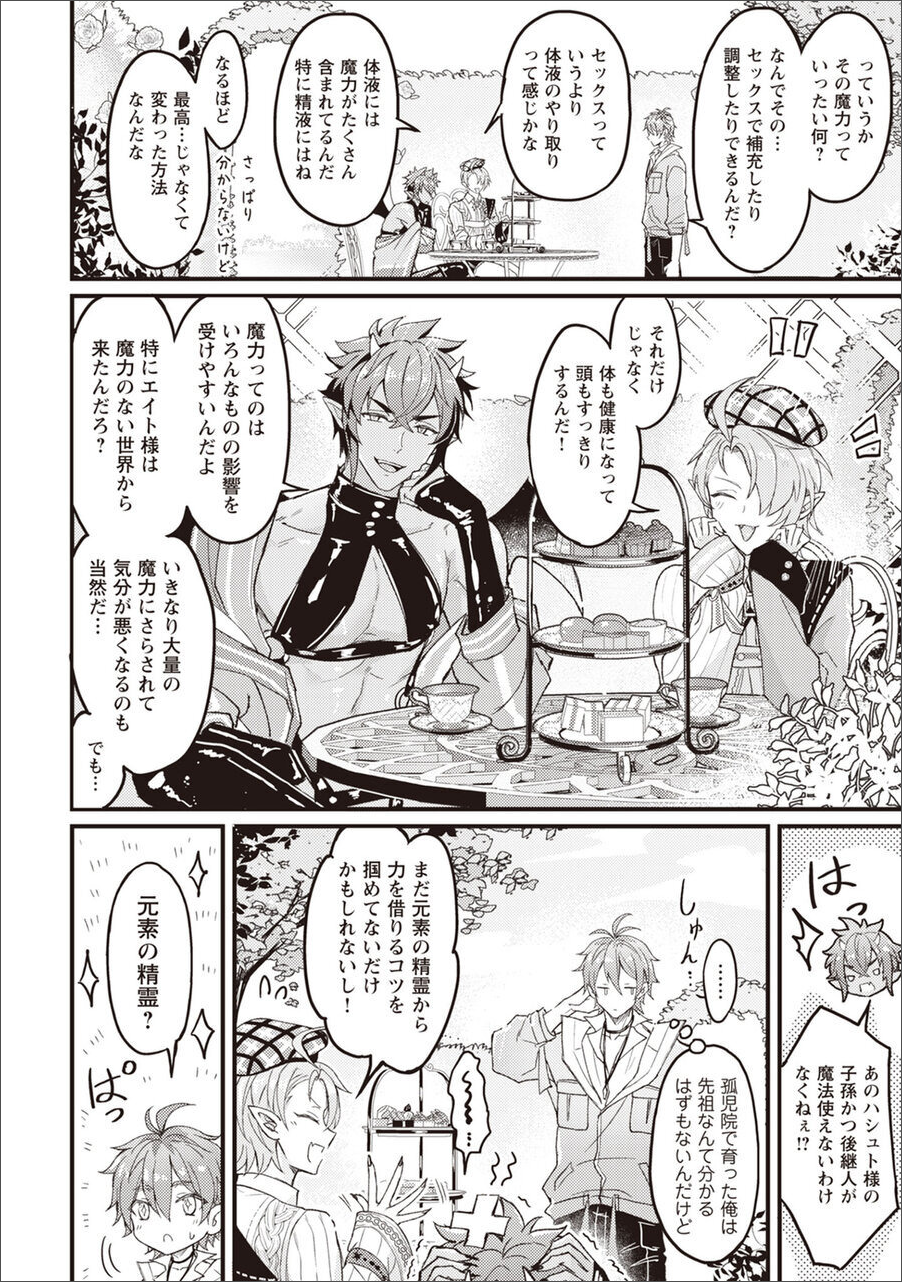 っていうか
その魔力って
いったい何？
なんでその…
セックスで補充したり
調整したりできるんだ？
セックスって
いうより
体液のやり取り
って感じかな
体液には
魔力がたくさん
含まれてるんだ
特に精液にはね
なるほど
さっぱり
分からないけど
最高…じゃなくて
変わった方法
なんだな
それだけ
じゃなく
体も健康になって
頭もすっきり
するんだ！
魔力ってのは
いろんなものの影響を
受けやすいんだよ
特にエイト様は
魔力のない世界から
来たんだろ？
いきなり大量の
魔力にさらされて
気分が悪くなるのも
当然だ…
でも…
はっ
あのハシュト様の
子孫かつ後継人が
魔法使えないわけ
なくねぇ!?
しゅん…
……
孤児院で育った俺は
先祖なんて分かる
はずもないんだけど
まだ元素の精霊から
力を借りるコツを
掴めてないだけ
かもしれないし！
〜〜…
元素の精霊？
ぱっ